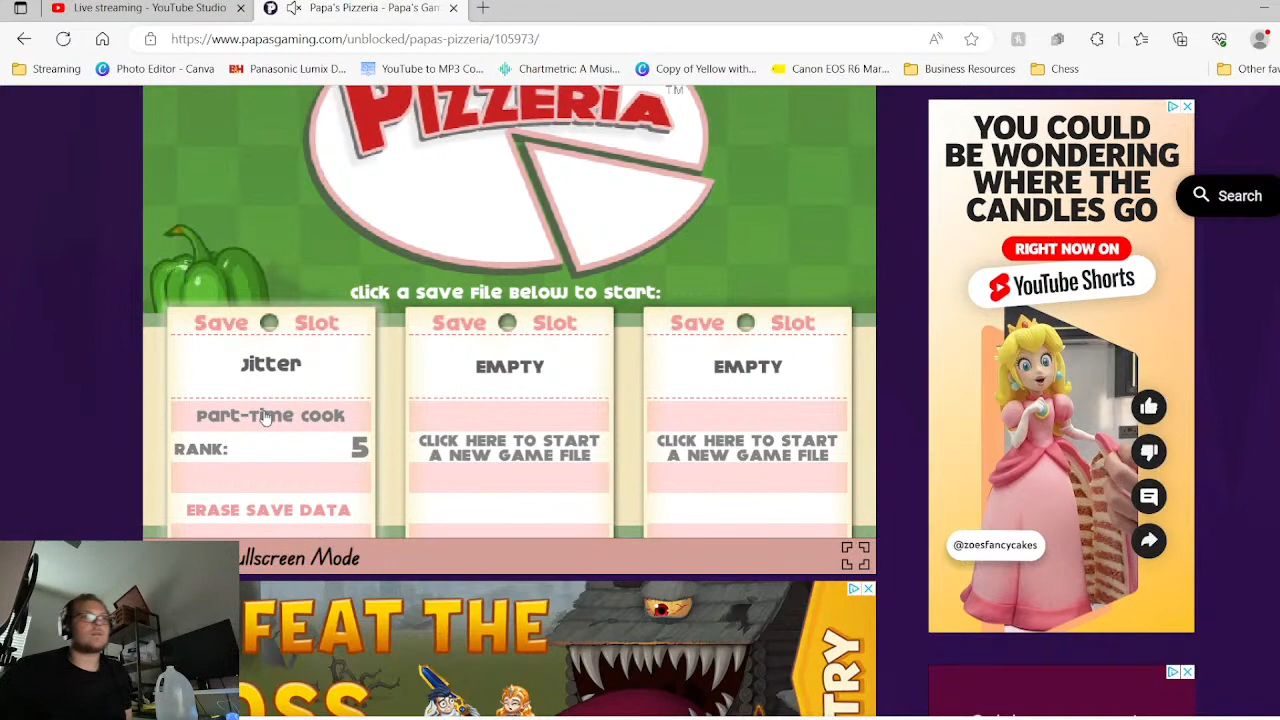 Live streaming - YouTube Studio
Papa's Pizzeria - Papa's Gam
https://www.papasgaming.com/unblocked/papas-pizzeria/105973/
Streaming
Photo Editor - Canva
Panasonic Lumix D...
YouTube to MP3 Co...
Chartmetric: A Musi...
Copy of Yellow with...
Canon EOS R6 Mar...
Business Resources
Chess
Other fav
PIZZERIA
TM
Click a save file below to start:
Save Slot
Jitter
Part-Time Cook
RANK: 5
ERASE SAVE DATA
Save Slot
EMPTY
CLICK HERE TO START
A NEW GAME FILE
Save Slot
EMPTY
CLICK HERE TO START
A NEW GAME FILE
ullscreen Mode
FEAT THE
OSS
TRY
YOU COULD
BE WONDERING
WHERE THE
CANDLES GO
RIGHT NOW ON
YouTube Shorts
@zoesfancycakes
Search